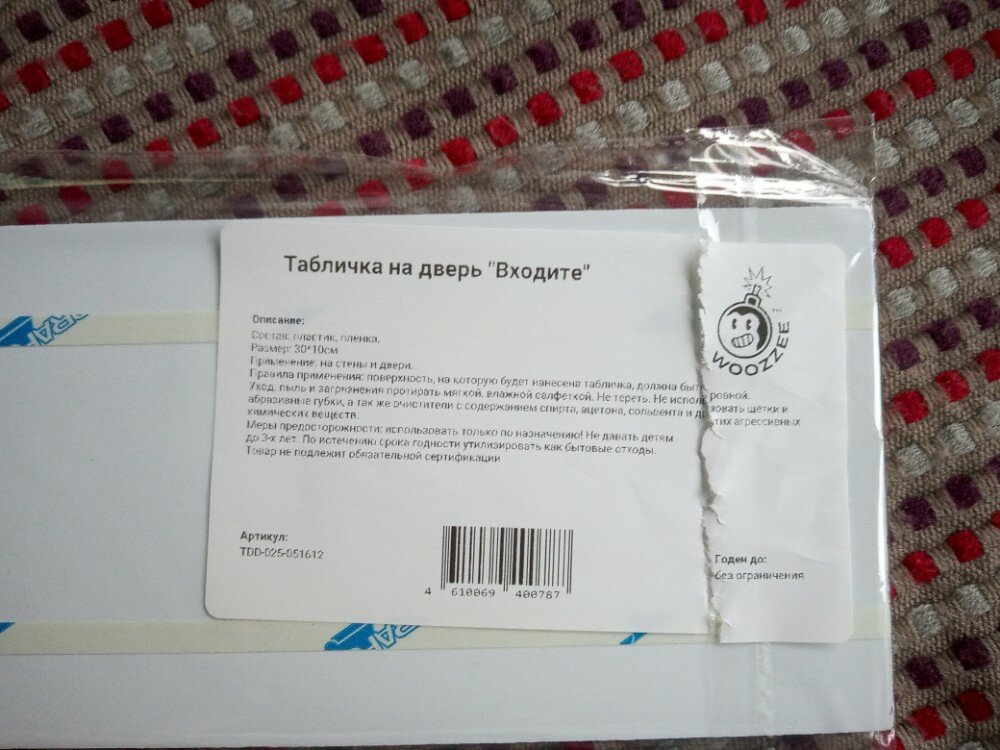 Табличка на дверь "Входите"
WOOZZEE
Описание:
Состав: пластик, пленка.
Размер: 30*10см
Применение: на стены и двери.
Правила применения: поверхность, на которую будет нанесена табличка, должна быть ровной.
Уход: пыль и загрязнения протирать мягкой, влажной салфеткой. Не тереть. Не использовать щетки и
абразивные губки, а так же очистители с содержанием спирта, ацетона, сольвента и других агрессивных
химических веществ.
Меры предосторожности: использовать только по назначению! Не давать детям
до 3-х лет. По истечению срока годности утилизировать как бытовые отходы.
Товар не подлежит обязательной сертификации
Артикул:
TDD-025-051612
4 610069 400787
Годен до:
без ограничения